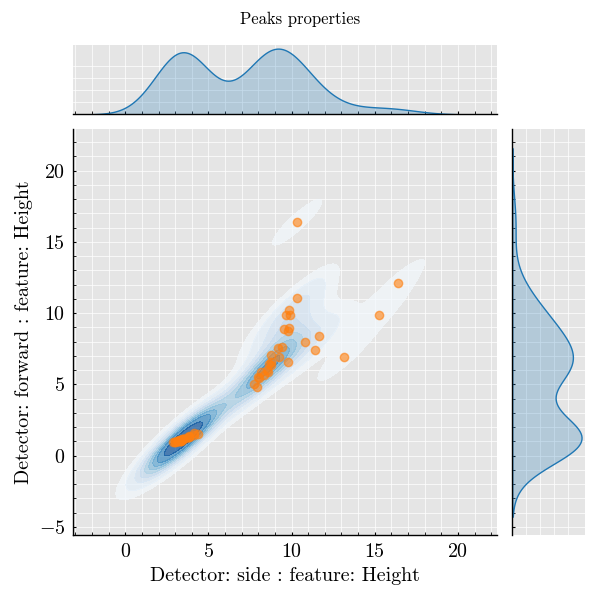 Peaks properties
20
15
10
5
0
−5
Detector: forward : feature: Height
0 5 10 15 20
Detector: side : feature: Height